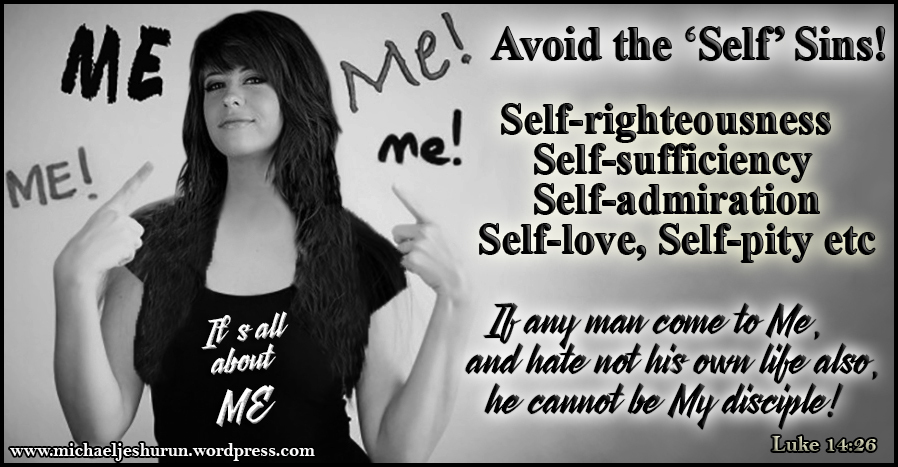 ME
Me!
me!
ME!
It's all
about
ME
Avoid the ‘Self’ Sins!
Self-righteousness
Self-sufficiency
Self-admiration
Self-love, Self-pity etc
If any man come to Me,
and hate not his own life also,
he cannot be My disciple!
Luke 14:26
www.michaeljeshurun.wordpress.com